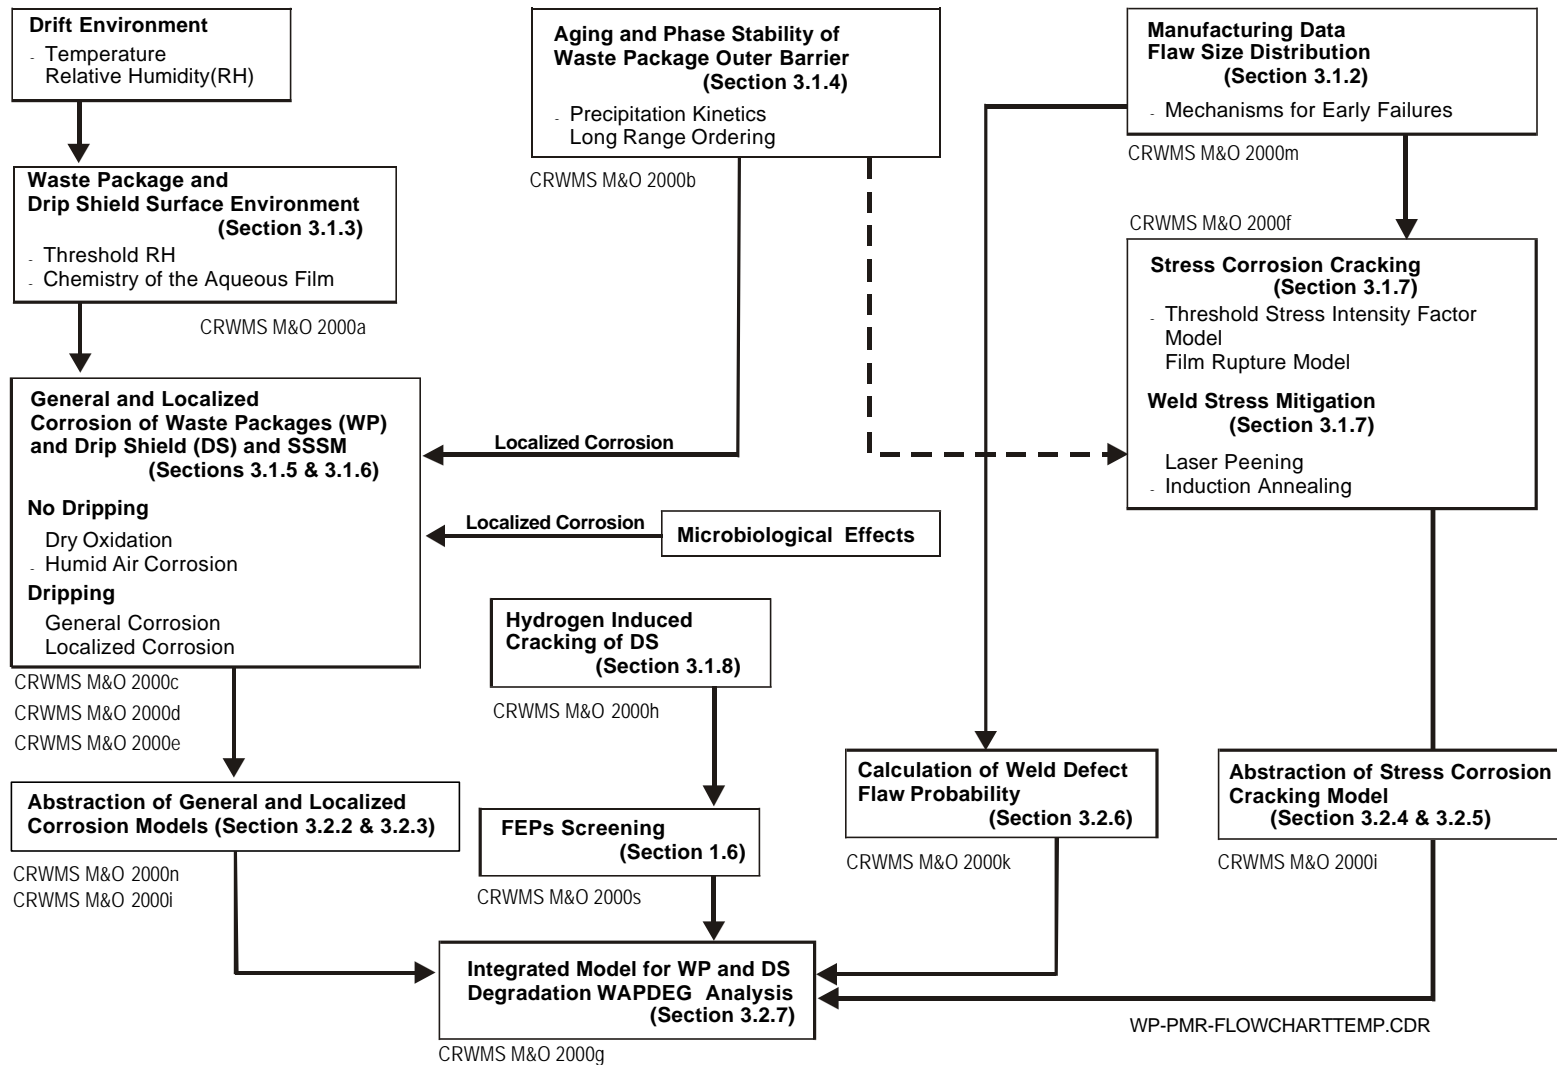 Drift Environment
- Temperature
Relative Humidity(RH)
Waste Package and
Drip Shield Surface Environment
(Section 3.1.3)
- Threshold RH
- Chemistry of the Aqueous Film
CRWMS M&O 2000a
General and Localized
Corrosion of Waste Packages (WP)
and Drip Shield (DS) and SSSM
(Sections 3.1.5 & 3.1.6)
No Dripping
Dry Oxidation
- Humid Air Corrosion
Dripping
General Corrosion
Localized Corrosion
CRWMS M&O 2000c
CRWMS M&O 2000d
CRWMS M&O 2000e
Abstraction of General and Localized
Corrosion Models (Section 3.2.2 & 3.2.3)
CRWMS M&O 2000n
CRWMS M&O 2000i
Aging and Phase Stability of
Waste Package Outer Barrier
(Section 3.1.4)
- Precipitation Kinetics
Long Range Ordering
CRWMS M&O 2000b
Localized Corrosion
Localized Corrosion
Microbiological Effects
Hydrogen Induced
Cracking of DS
(Section 3.1.8)
CRWMS M&O 2000h
FEPs Screening
(Section 1.6)
CRWMS M&O 2000s
Integrated Model for WP and DS
Degradation WAPDEG Analysis
(Section 3.2.7)
CRWMS M&O 2000g
Manufacturing Data
Flaw Size Distribution
(Section 3.1.2)
- Mechanisms for Early Failures
CRWMS M&O 2000m
CRWMS M&O 2000f
Stress Corrosion Cracking
(Section 3.1.7)
- Threshold Stress Intensity Factor
Model
Film Rupture Model
Weld Stress Mitigation
(Section 3.1.7)
Laser Peening
- Induction Annealing
Calculation of Weld Defect
Flaw Probability
(Section 3.2.6)
CRWMS M&O 2000k
Abstraction of Stress Corrosion
Cracking Model
(Section 3.2.4 & 3.2.5)
CRWMS M&O 2000i
WP-PMR-FLOWCHARTTEMP.CDR